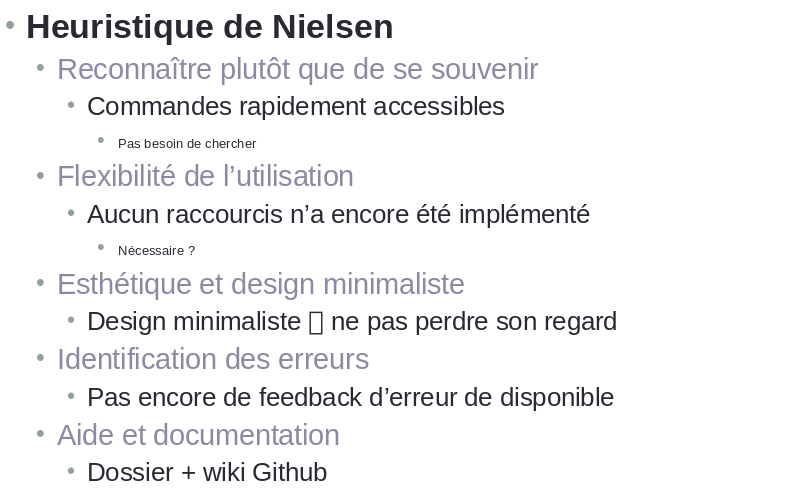 Heuristique de Nielsen
Reconnaître plutôt que de se souvenir
Commandes rapidement accessibles
Pas besoin de chercher
Flexibilité de l’utilisation
Aucun raccourcis n’a encore été implémenté
Nécessaire ?
Esthétique et design minimaliste
Design minimaliste  ne pas perdre son regard
Identification des erreurs
Pas encore de feedback d’erreur de disponible
Aide et documentation
Dossier + wiki Github